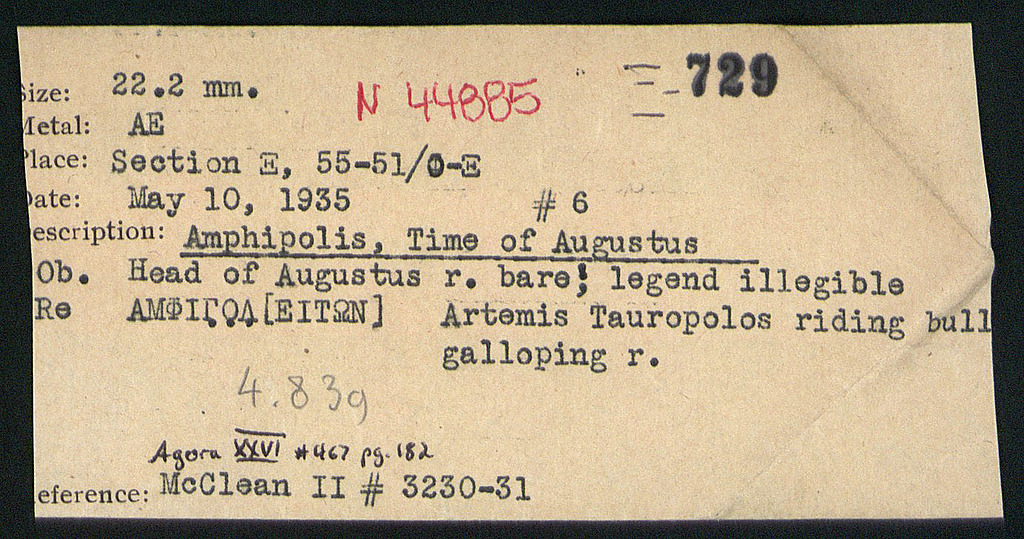 Ξ-729
Size: 22.2 mm. N 44885
Metal: AE
Place: Section Ξ, 55-51/Φ-Ξ
Date: May 10, 1935 # 6
Description: Amphipolis, Time of Augustus
Ob. Head of Augustus r. bare; legend illegible
Re ΑΜΦΙΠΟΛ[ΕΙΤΩΝ] Artemis Tauropolos riding bull
galloping r.
4.83g
Agora XXVI #467 pg. 182
Reference: McClean II # 3230-31